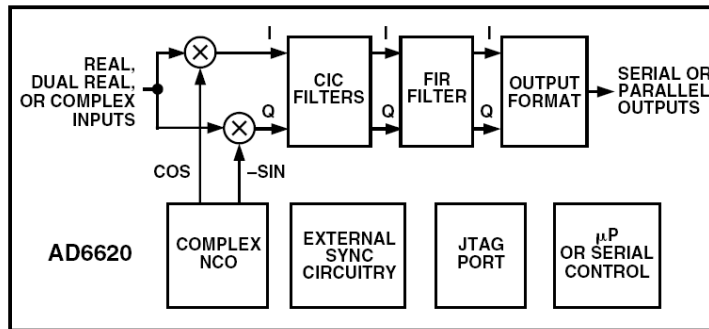 REAL,
DUAL REAL,
OR COMPLEX
INPUTS
I
Q
CIC
FILTERS
I
Q
FIR
FILTER
I
Q
OUTPUT
FORMAT
SERIAL OR
PARALLEL
OUTPUTS
COS
–SIN
AD6620
COMPLEX
NCO
EXTERNAL
SYNC
CIRCUITRY
JTAG
PORT
µP
OR SERIAL
CONTROL